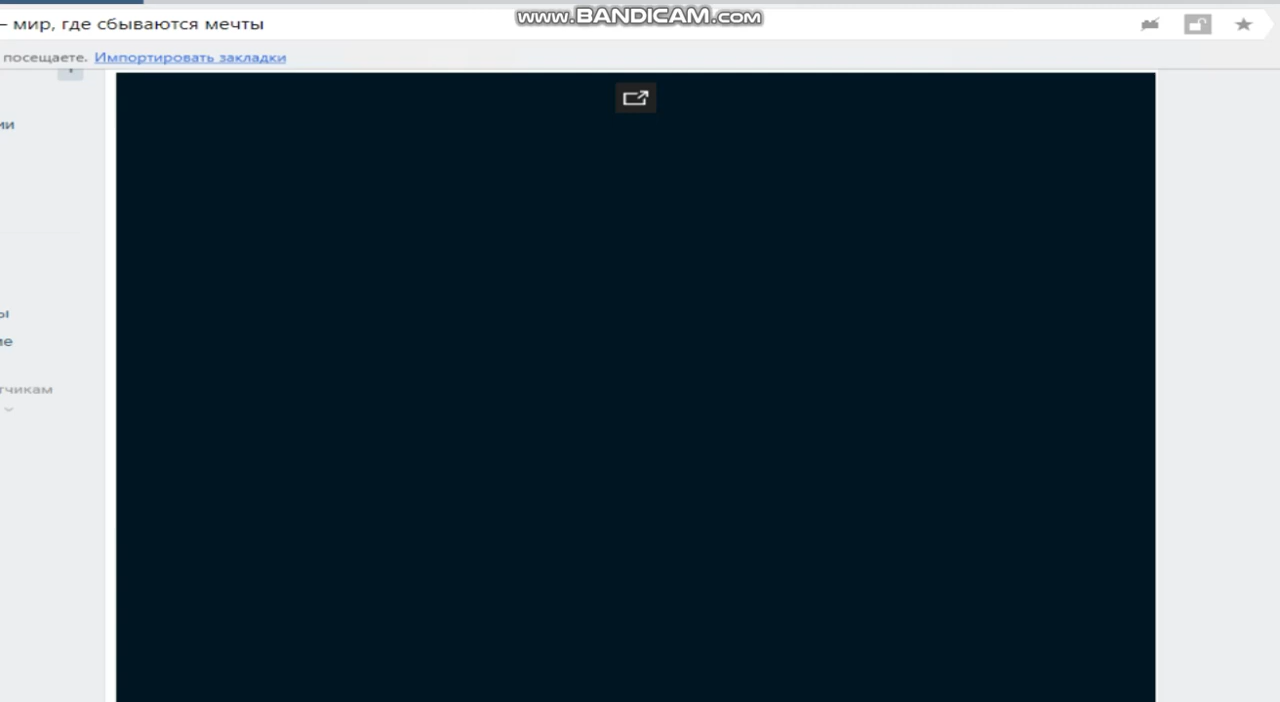 www.BANDICAM.com
– мир, где сбываются мечты
посещаете. Импортировать закладки
ии
ы
ие
тчикам